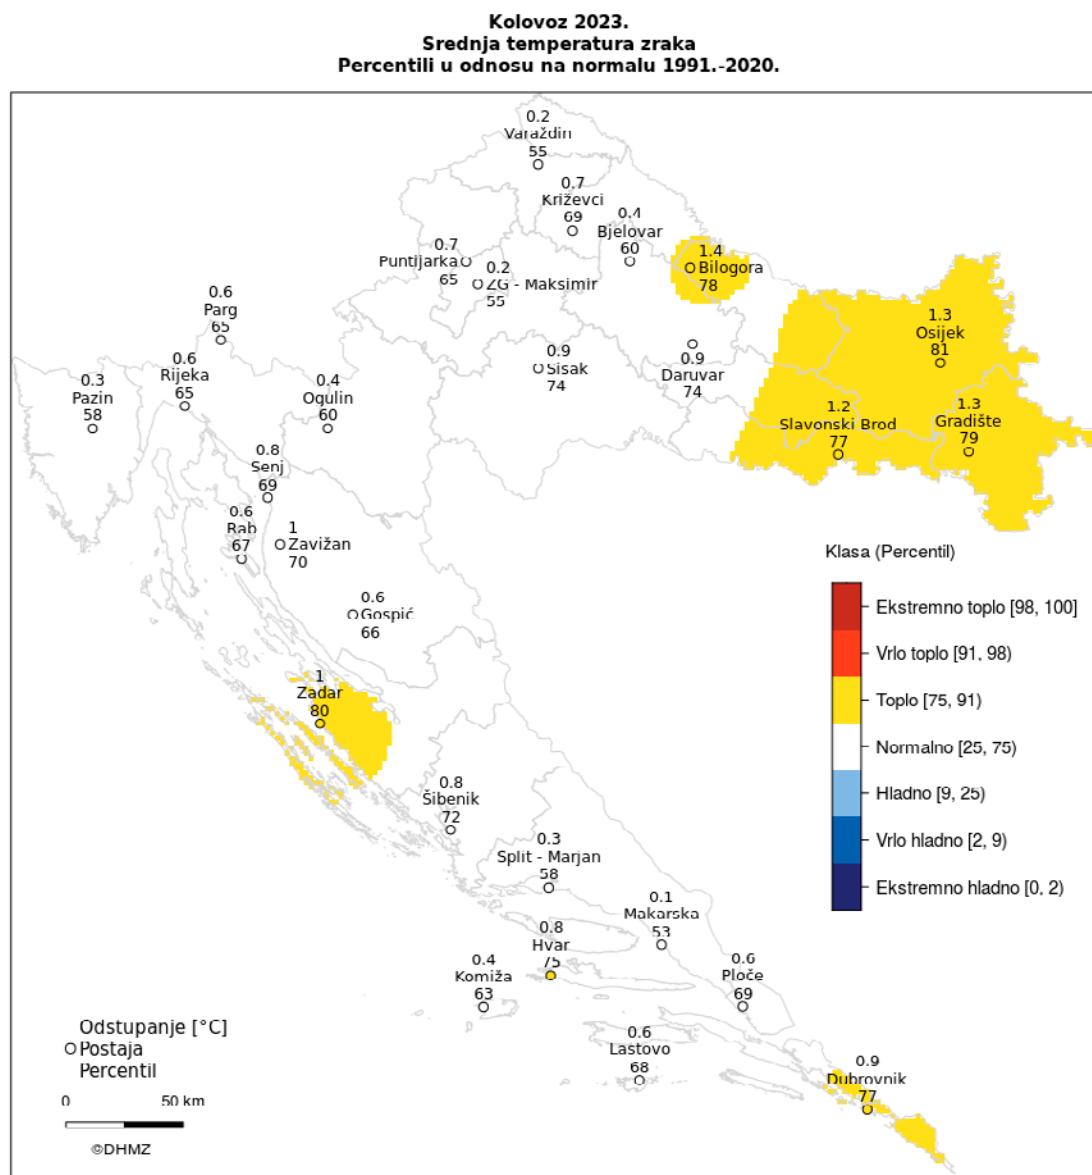 Kolovoz 2023.
Srednja temperatura zraka
Percentili u odnosu na normalu 1991.-2020.
0.2
Varaždin
55
0.7
Križevci
69
0.4
Bjelovar
60
0.7
Puntijarka
65
0.2
ZG - Maksimir
55
1.4
Bilogora
78
0.6
Parg
65
1.3
Osijek
81
0.9
Sisak
74
0.9
Daruvar
74
0.6
Rijeka
65
0.3
Pazin
58
0.4
Ogulin
60
1.2
Slavonski Brod
77
1.3
Gradište
79
0.8
Senj
69
0.6
Rab
67
1
Zavižan
70
0.6
Gospić
66
Klasa (Percentil)
Ekstremno toplo [98, 100]
Vrlo toplo [91, 98)
Toplo [75, 91)
Normalno [25, 75)
Hladno [9, 25)
Vrlo hladno [2, 9)
Ekstremno hladno [0, 2)
1
Zadar
80
0.8
Šibenik
72
0.3
Split - Marjan
58
0.1
Makarska
53
0.8
Hvar
75
0.4
Komiža
63
0.6
Ploče
69
0.6
Lastovo
68
0.9
Dubrovnik
77
Odstupanje [°C]
Postaja
Percentil
0 50 km
©DHMZ